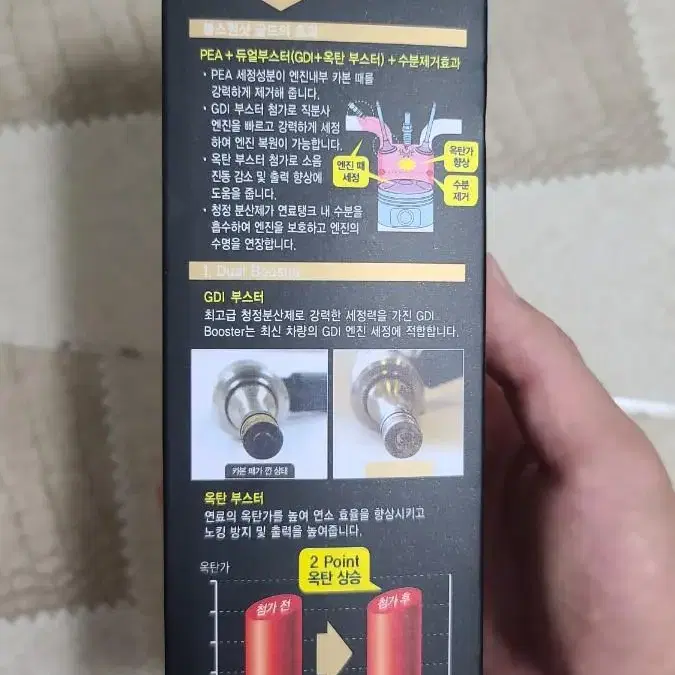 불스원샷 골드의 효과
PEA + 듀얼부스터(GDI+옥탄 부스터) + 수분제거효과
· PEA 세정성분이 엔진내부 카본 때를
강력하게 제거해 줍니다.
· GDI 부스터 첨가로 직분사
엔진을 빠르고 강력하게 세정
하여 엔진 복원이 가능합니다.
· 옥탄 부스터 첨가로 소음
진동 감소 및 출력 향상에
도움을 줍니다.
· 청정 분산제가 연료탱크 내 수분을
흡수하여 엔진을 보호하고 엔진의
수명을 연장합니다.
엔진 때
세정
옥탄가
향상
수분
제거
1. Dual Booster
GDI 부스터
최고급 청정분산제로 강력한 세정력을 가진 GDI
Booster는 최신 차량의 GDI 엔진 세정에 적합합니다.
카본 때가 낀 상태
옥탄 부스터
연료의 옥탄가를 높여 연소 효율을 향상시키고
노킹 방지 및 출력을 높여줍니다.
옥탄가
2 Point
옥탄 상승
첨가 전
첨가 후